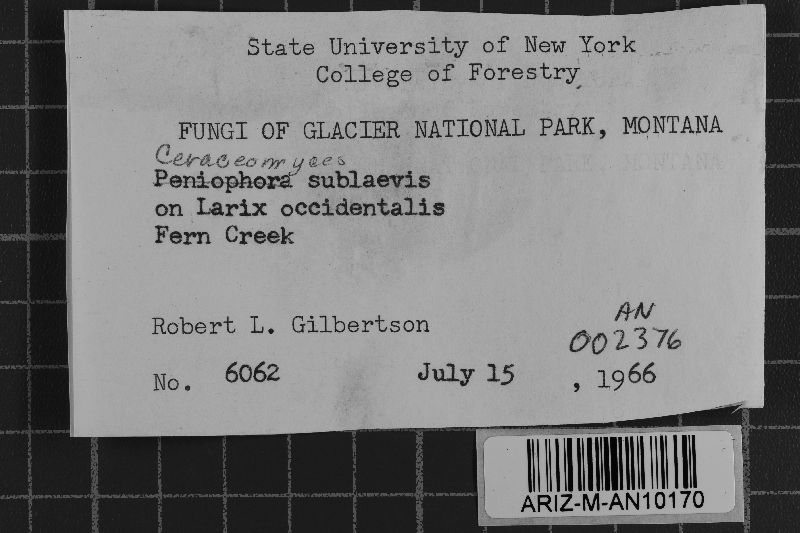 State University of New York
College of Forestry
FUNGI OF GLACIER NATIONAL PARK, MONTANA
Ceraceomyces
Peniophora sublaevis
on Larix occidentalis
Fern Creek
Robert L. Gilbertson
AN
002376
No. 6062 July 15, 1966
ARIZ-M-AN10170